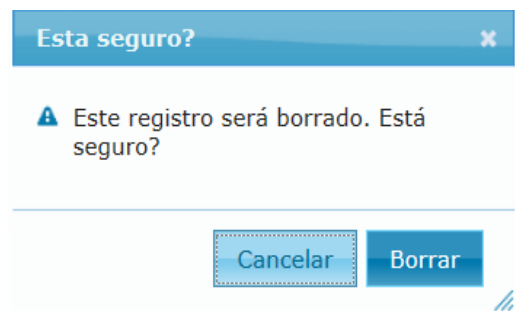 Esta seguro?
Este registro será borrado. Está
seguro?
Cancelar Borrar